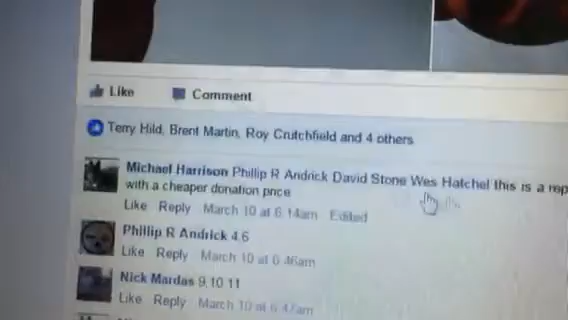 Like Comment
Terry Hild, Brent Martin, Roy Crutchfield and 4 others
Michael Harrison Phillip R Andrick David Stone Wes Hatchel this is a rep
with a cheaper donation price
Like Reply March 10 at 6:14am Edited
Phillip R Andrick 4,6
Like Reply March 10 at 6:46am
Nick Mardas 9,10 11
Like Reply March 10 at 6:47am